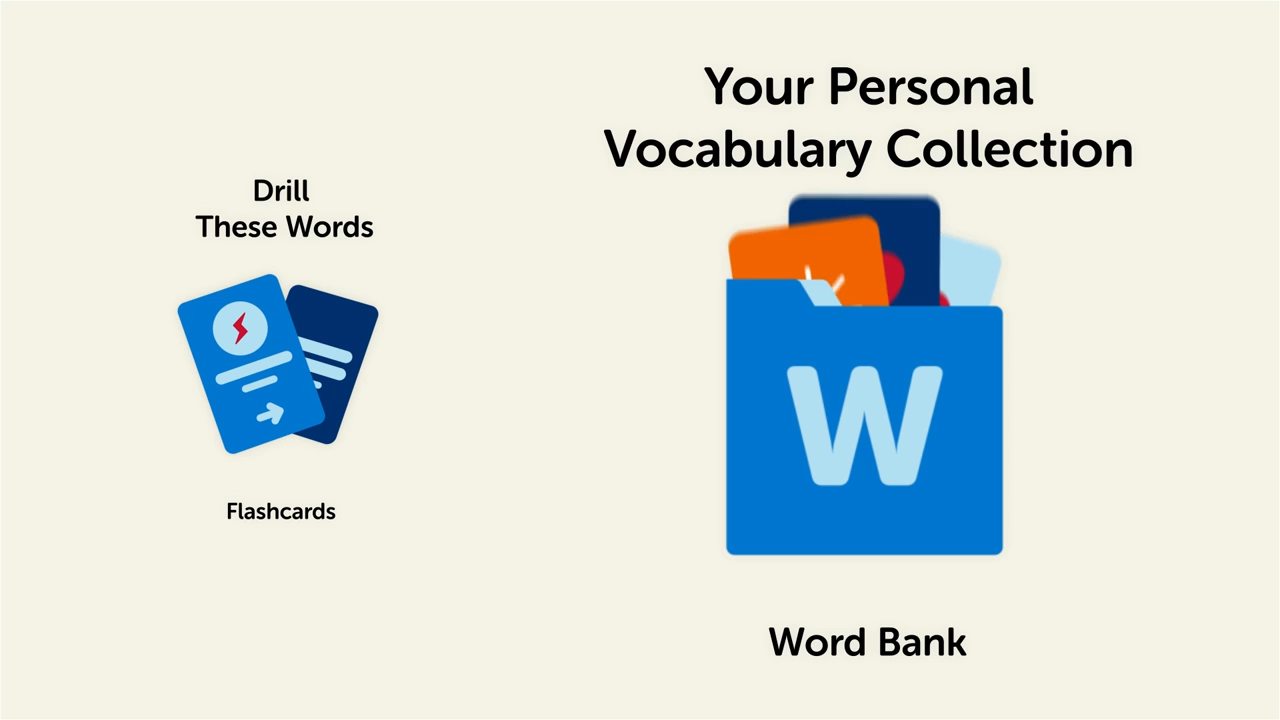 Drill
These Words
Flashcards
Your Personal
Vocabulary Collection
W
Word Bank